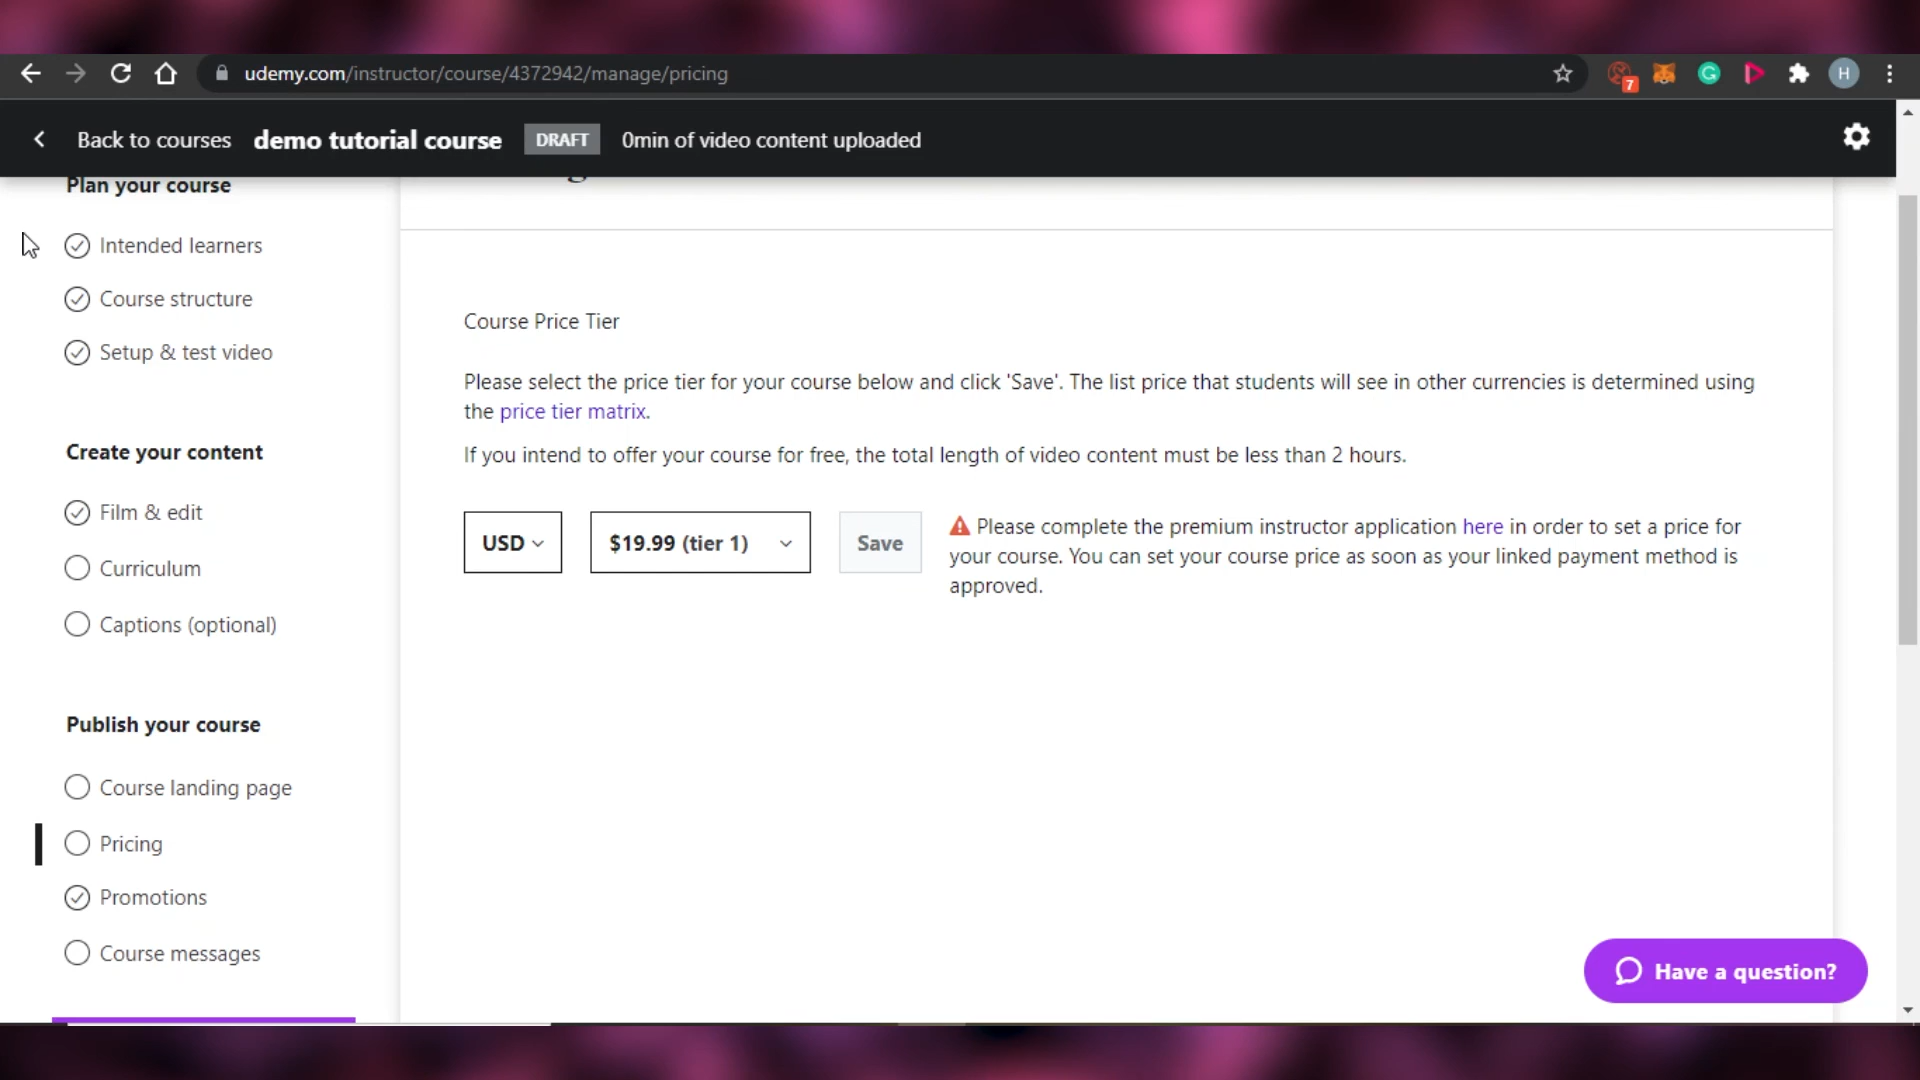 udemy.com/instructor/course/4372942/manage/pricing
7
H
Back to courses demo tutorial course DRAFT 0min of video content uploaded
Plan your course
Intended learners
Course structure
Setup & test video
Create your content
Film & edit
Curriculum
Captions (optional)
Publish your course
Course landing page
Pricing
Promotions
Course messages
Course Price Tier
Please select the price tier for your course below and click 'Save'. The list price that students will see in other currencies is determined using
the price tier matrix.
If you intend to offer your course for free, the total length of video content must be less than 2 hours.
USD
$19.99 (tier 1)
Save
Please complete the premium instructor application here in order to set a price for
your course. You can set your course price as soon as your linked payment method is
approved.
Have a question?